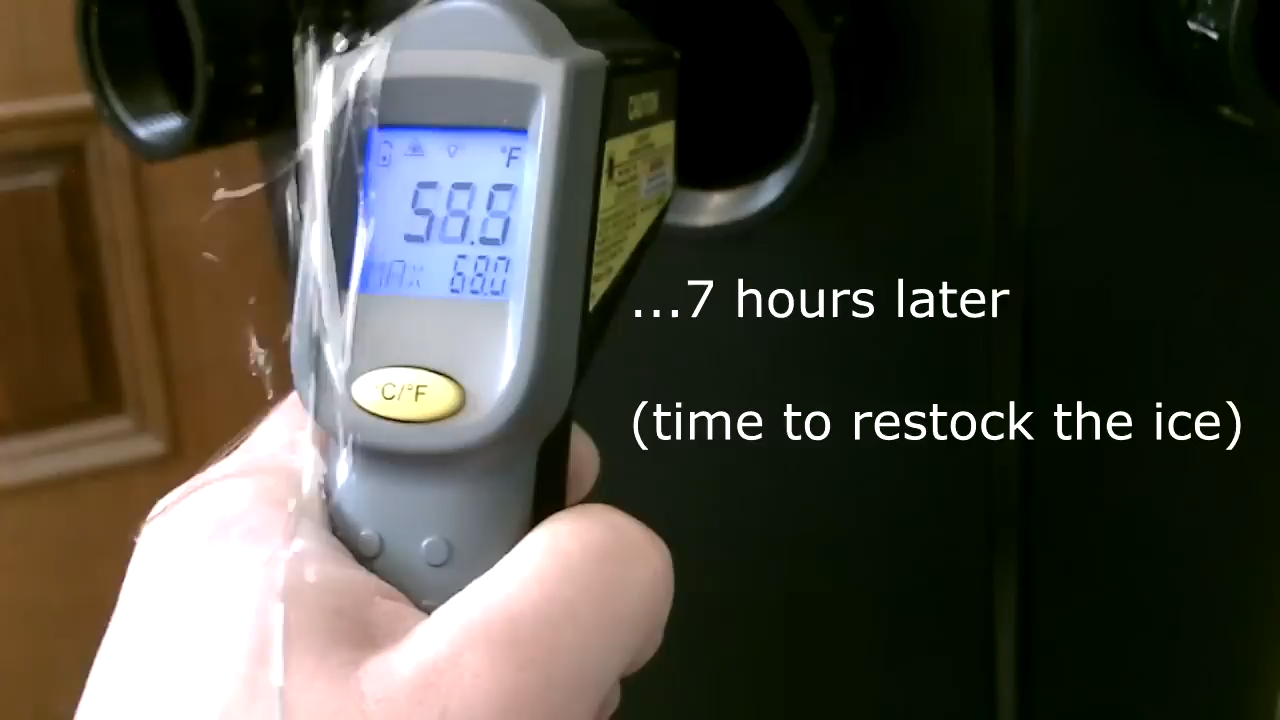 CAUTION
°F
58.8
MAX 68.0
°C/°F
...7 hours later
(time to restock the ice)